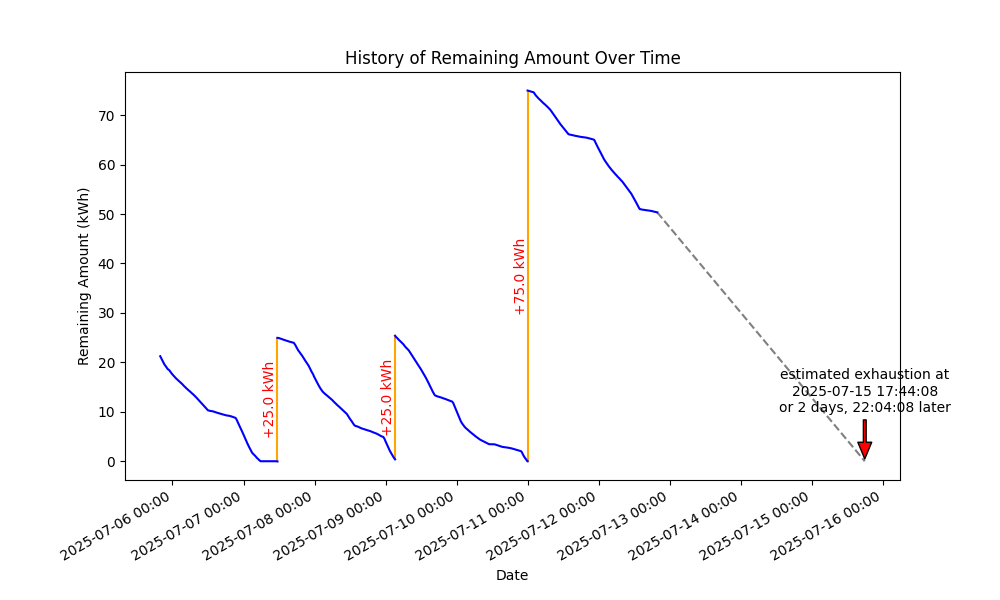 History of Remaining Amount Over Time
Remaining Amount (kWh)
70
60
50
40
30
20
10
0
+25.0 kWh
+25.0 kWh
+75.0 kWh
estimated exhaustion at
2025-07-15 17:44:08
or 2 days, 22:04:08 later
2025-07-06 00:00
2025-07-07 00:00
2025-07-08 00:00
2025-07-09 00:00
2025-07-10 00:00
2025-07-11 00:00
2025-07-12 00:00
2025-07-13 00:00
2025-07-14 00:00
2025-07-15 00:00
2025-07-16 00:00
Date